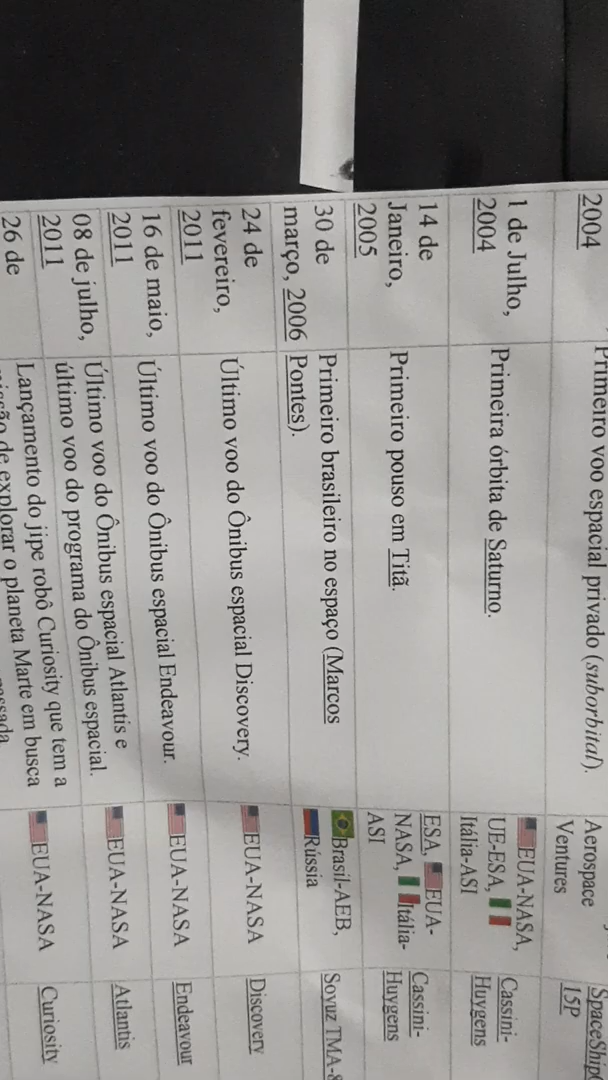 2004
Primeiro voo espacial privado (suborbital).
Aerospace
Ventures
15P
1 de Julho,
2004
Primeira órbita de Saturno.
EUA-NASA,
UE-ESA,
Itália-ASI
Cassini-
Huygens
14 de
Janeiro,
2005
Primeiro pouso em Titã.
ESA, EUA-
NASA, Itália-
ASI
Cassini-
Huygens
30 de
março, 2006
Primeiro brasileiro no espaço (Marcos
Pontes).
Brasil-AEB,
Rússia
Soyuz TMA-8
24 de
fevereiro,
2011
Último voo do Ônibus espacial Discovery.
EUA-NASA
Discovery
16 de maio,
2011
Último voo do Ônibus espacial Endeavour.
EUA-NASA
Endeavour
08 de julho,
2011
Último voo do Ônibus espacial Atlantis e
último voo do programa do Ônibus espacial.
EUA-NASA
Atlantis
26 de
Lançamento do jipe robô Curiosity que tem a
missão de explorar o planeta Marte em busca
EUA-NASA
Curiosity